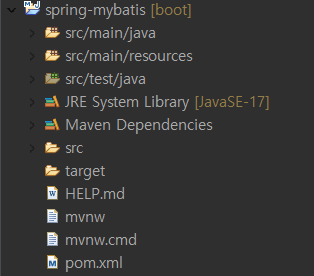 spring-mybatis [boot]
src/main/java
src/main/resources
src/test/java
JRE System Library [JavaSE-17]
Maven Dependencies
src
target
HELP.md
mvnw
mvnw.cmd
pom.xml